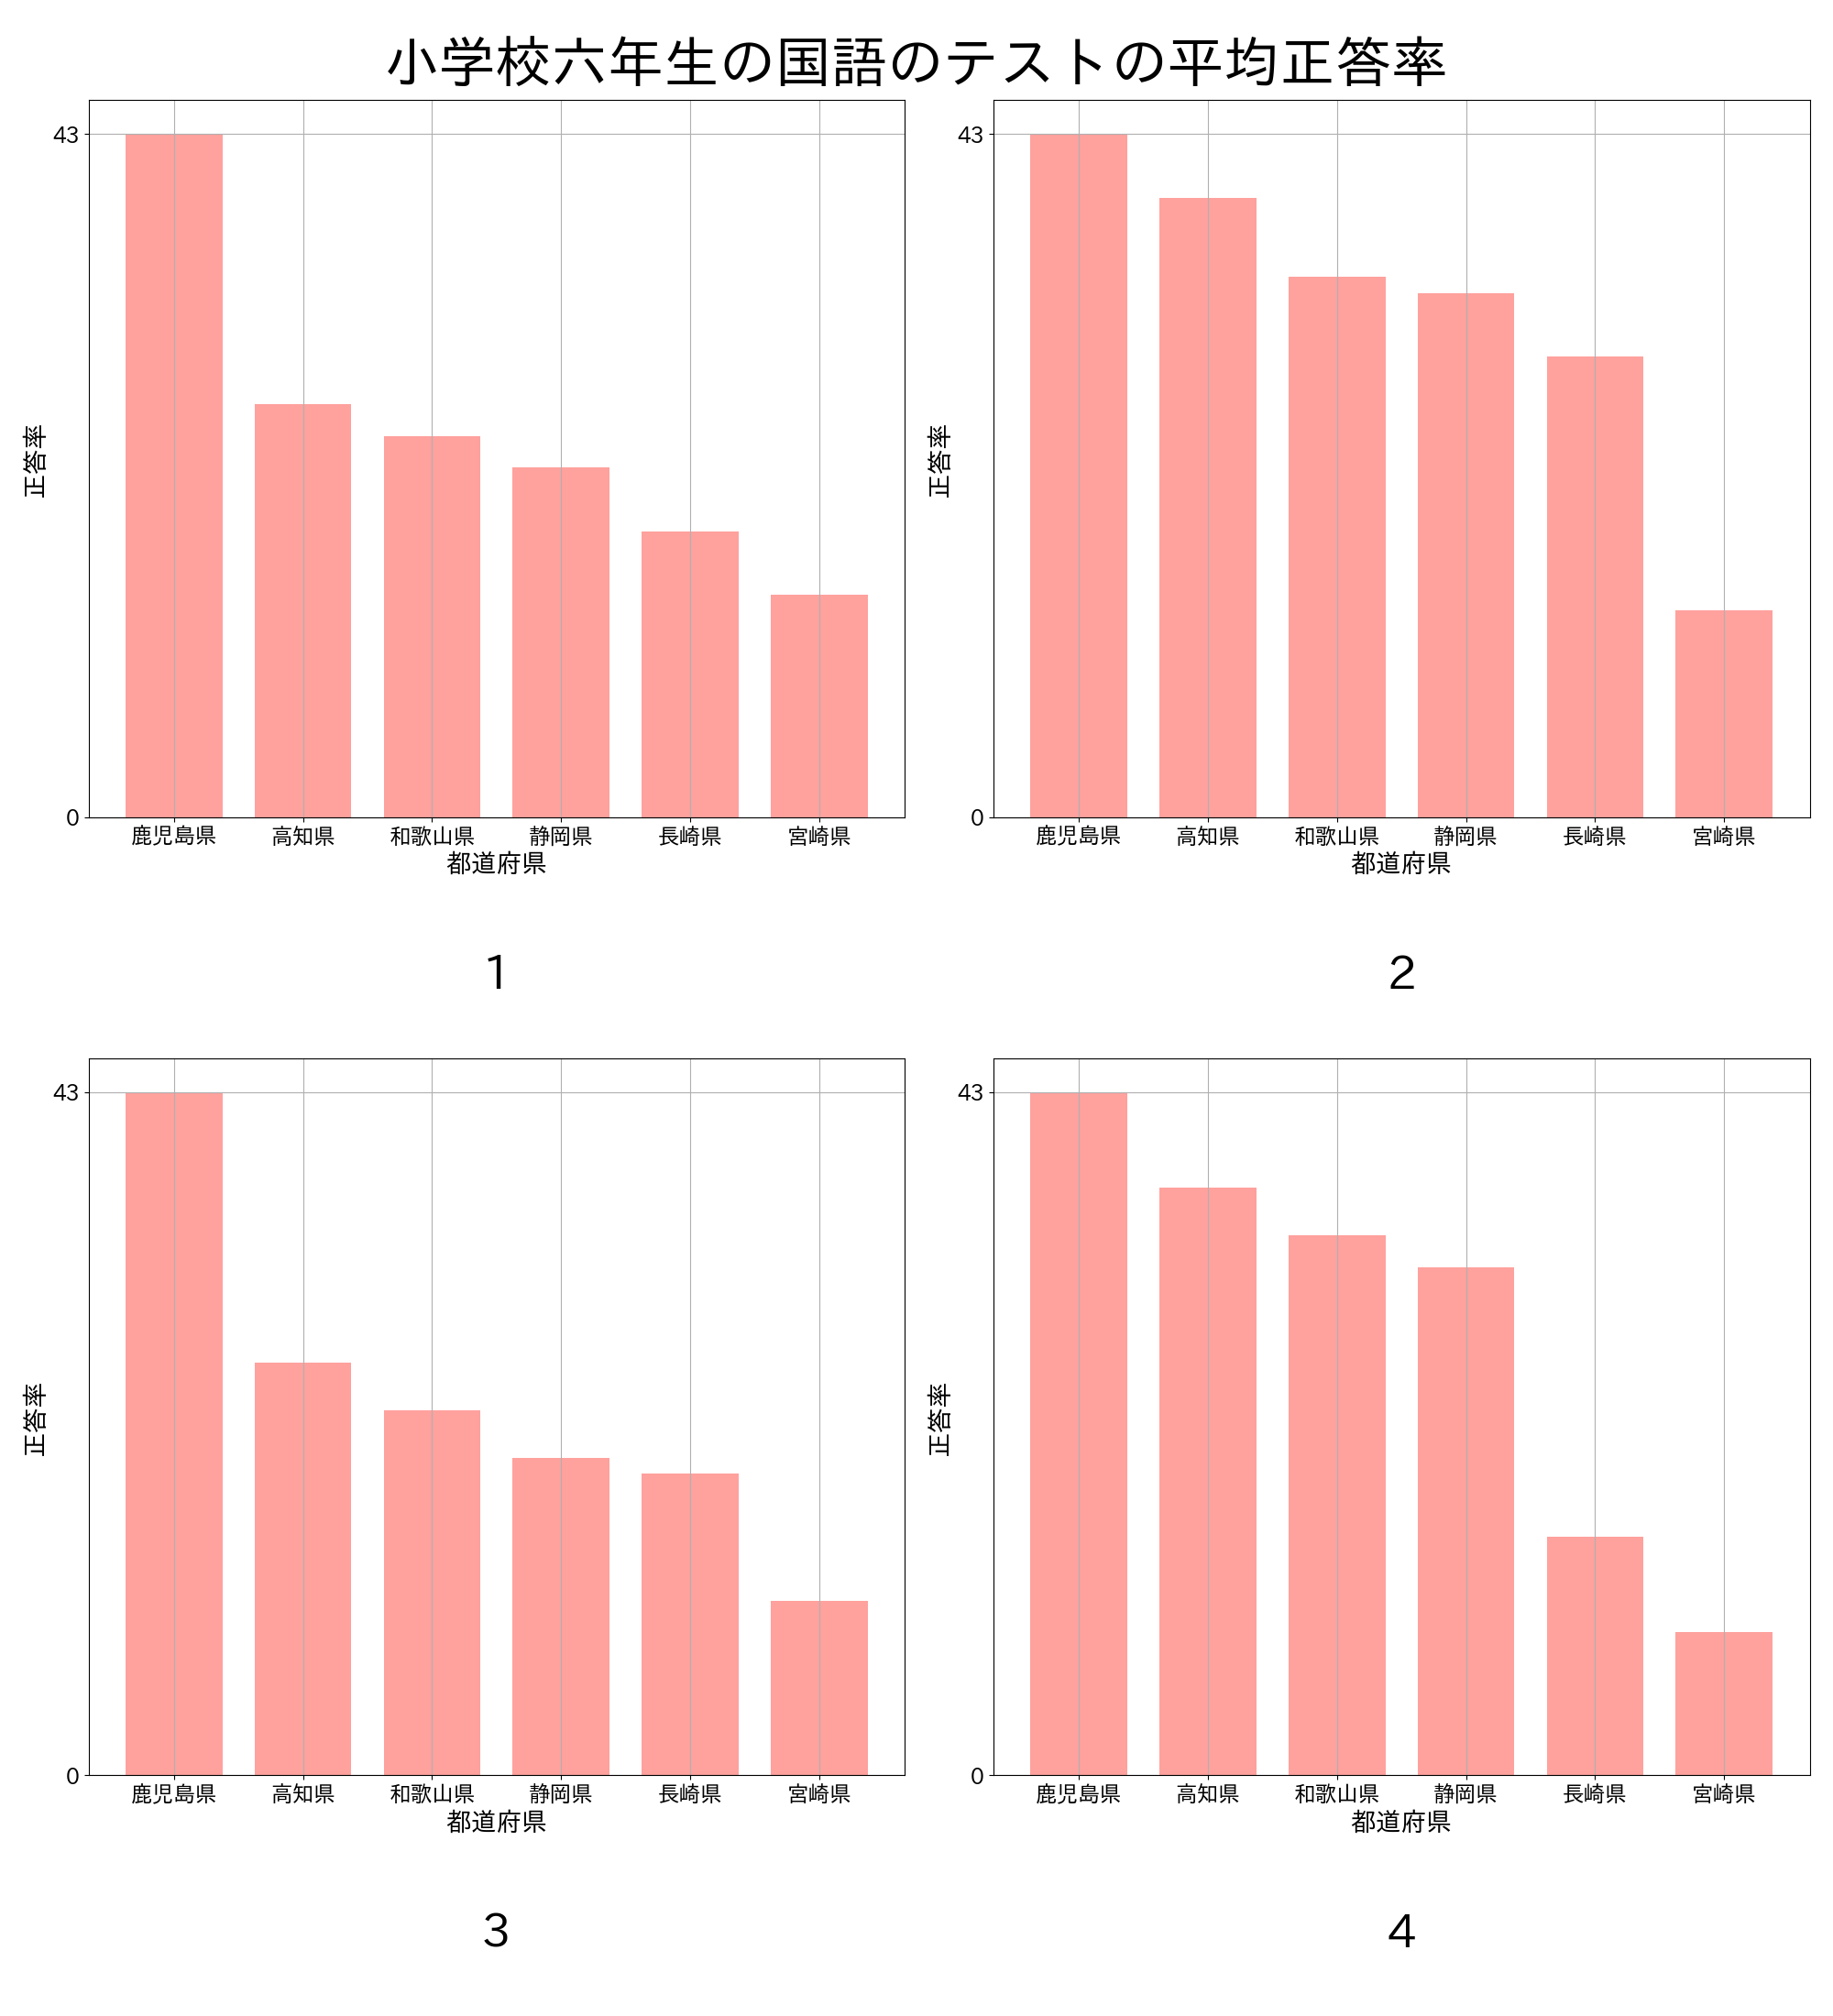 小学校六年生の国語のテストの平均正答率
43
0
正答率
鹿児島県 高知県 和歌山県 静岡県 長崎県 宮崎県
都道府県
1
43
0
正答率
鹿児島県 高知県 和歌山県 静岡県 長崎県 宮崎県
都道府県
2
43
0
正答率
鹿児島県 高知県 和歌山県 静岡県 長崎県 宮崎県
都道府県
3
43
0
正答率
鹿児島県 高知県 和歌山県 静岡県 長崎県 宮崎県
都道府県
4